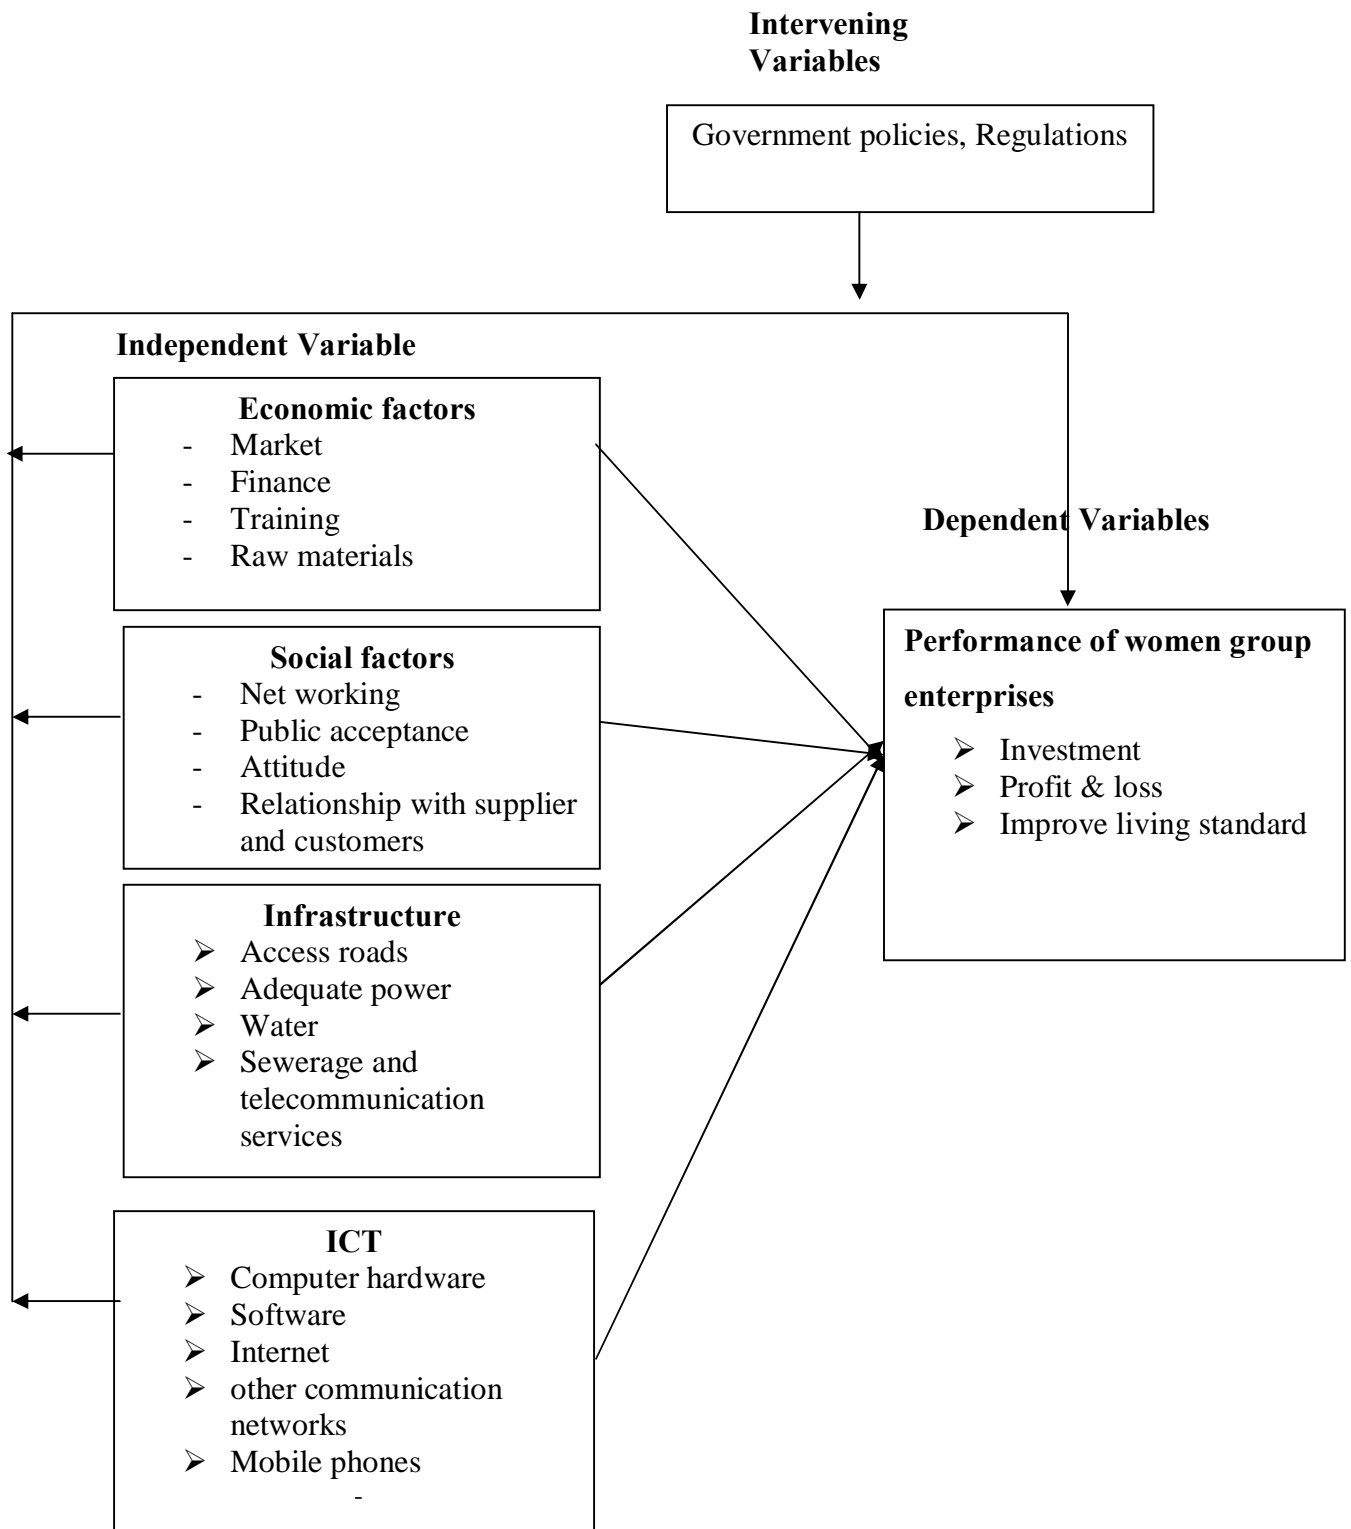 Intervening
Variables
Government policies, Regulations
Independent Variable
Economic factors
- Market
- Finance
- Training
- Raw materials
Social factors
- Net working
- Public acceptance
- Attitude
- Relationship with supplier
and customers
Infrastructure
➢ Access roads
➢ Adequate power
➢ Water
➢ Sewerage and
telecommunication
services
ICT
➢ Computer hardware
➢ Software
➢ Internet
➢ other communication
networks
➢ Mobile phones
-
Dependent Variables
Performance of women group
enterprises
➢ Investment
➢ Profit & loss
➢ Improve living standard